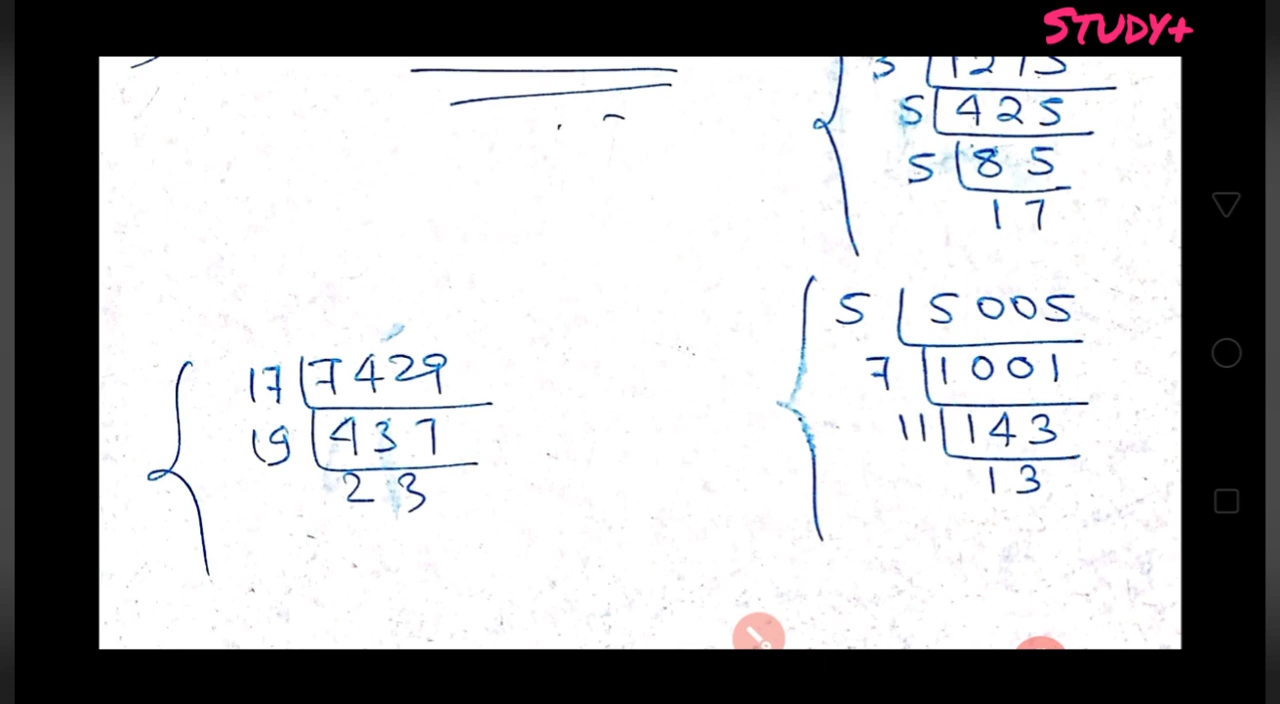 STUDY+
5 | 425
5 | 85
17
5 | 5005
7 | 1001
11 | 143
13
17 | 7429
19 | 437
23